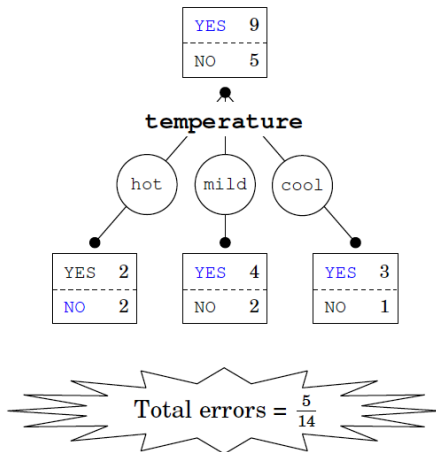 YES 9
NO 5
temperature
hot mild cool
YES 2 YES 4 YES 3
NO 2 NO 2 NO 1
Total errors = 5/14